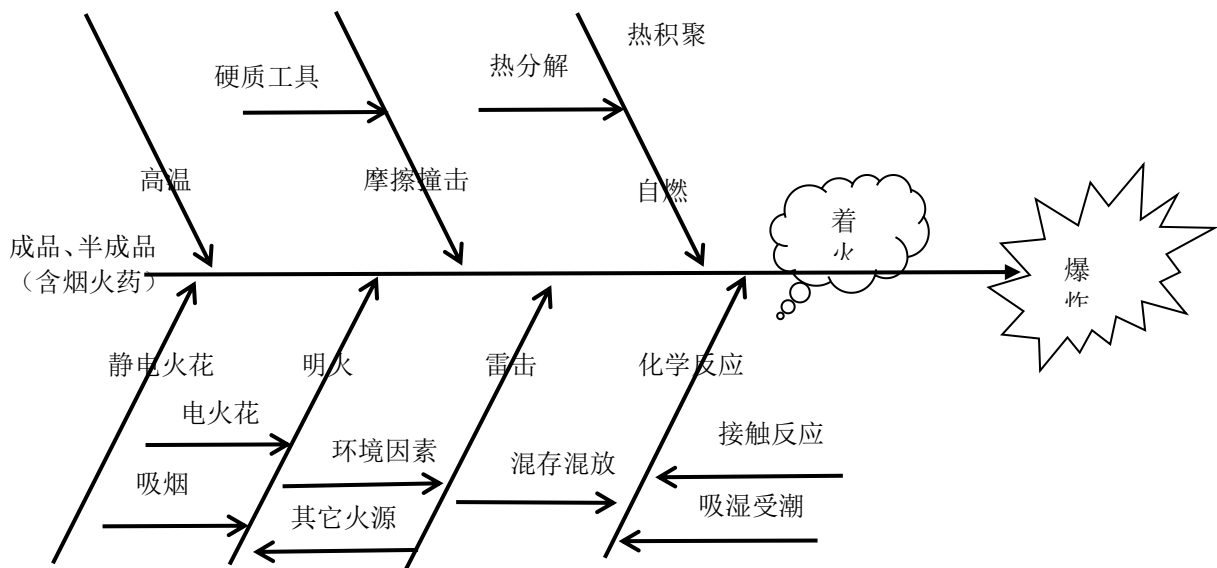 热积聚
热分解
硬质工具
高温
摩擦撞击
自燃
着
火
成品、半成品
（含烟火药）
爆
炸
静电火花
明火
雷击
化学反应
电火花
接触反应
环境因素
混存混放
吸烟
吸湿受潮
其它火源